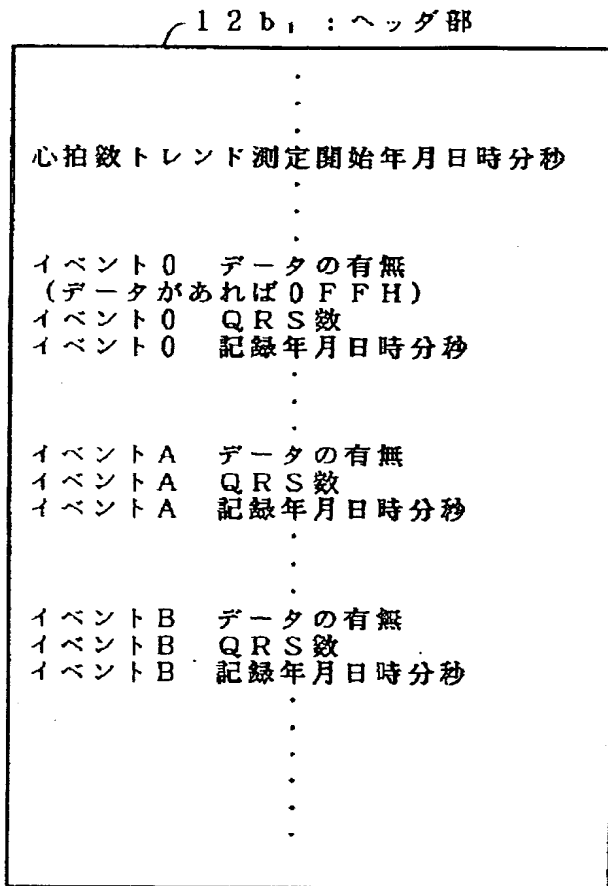 12b₁：ヘッダ部
心拍数トレンド測定開始年月日時分秒
イベント0　データの有無
（データがあれば0FFH）
イベント0　QRS数
イベント0　記録年月日時分秒
イベントA　データの有無
イベントA　QRS数
イベントA　記録年月日時分秒
イベントB　データの有無
イベントB　QRS数
イベントB　記録年月日時分秒